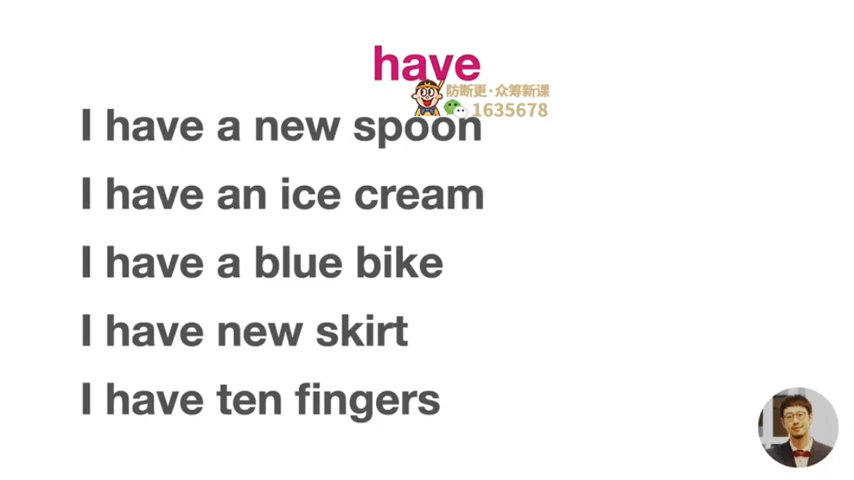 have
防断更·众筹新课
1635678
I have a new spoon
I have an ice cream
I have a blue bike
I have new skirt
I have ten fingers